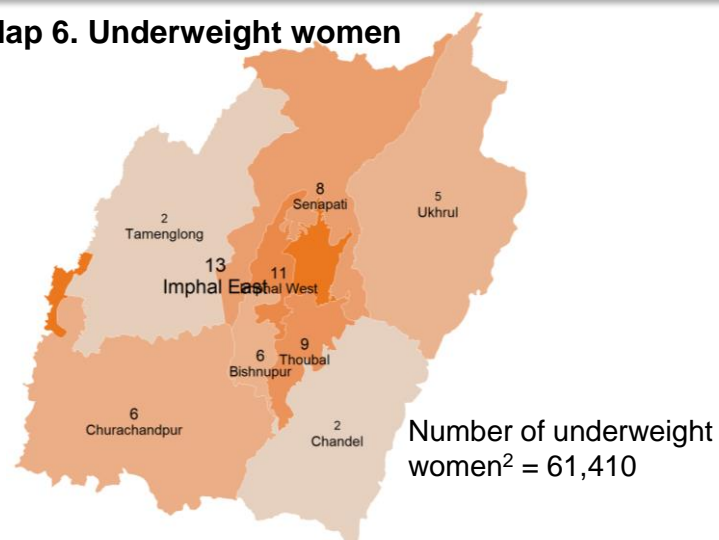 ap 6. Underweight women
8
Senapati
5
Ukhrul
2
Tamenglong
13
Imphal East
11
Imphal West
9
Thoubal
6
Bishnupur
6
Churachandpur
2
Chandel
Number of underweight
women² = 61,410